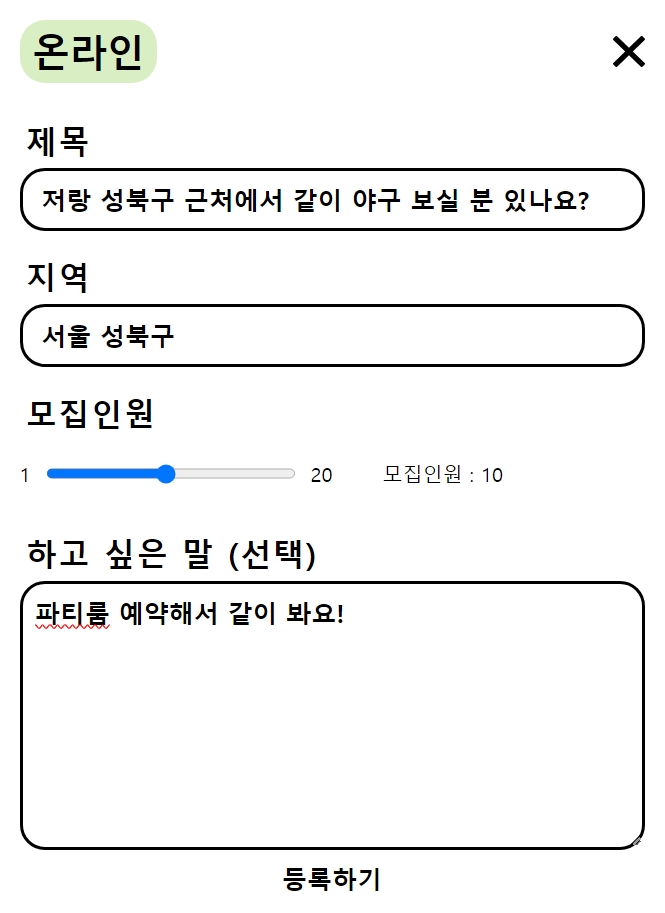 온라인
제목
저랑 성북구 근처에서 같이 야구 보실 분 있나요?
지역
서울 성북구
모집인원
1 20 모집인원 : 10
하고 싶은 말 (선택)
파티룸 예약해서 같이 봐요!
등록하기